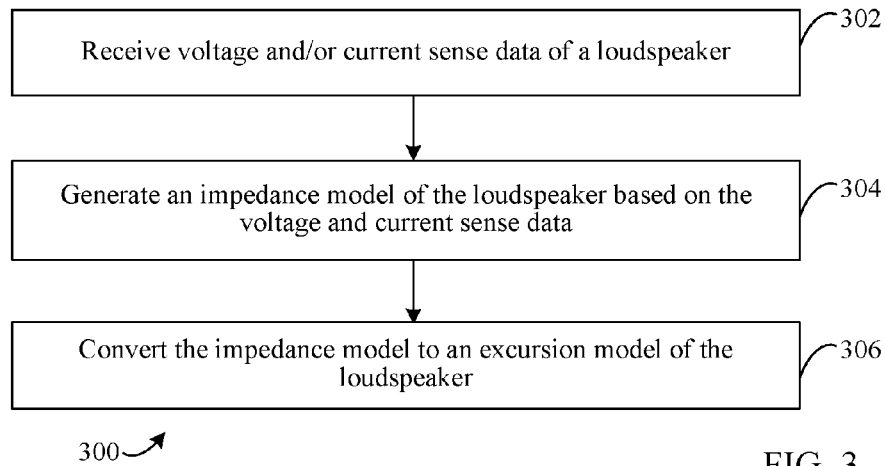 302
Receive voltage and/or current sense data of a loudspeaker
304
Generate an impedance model of the loudspeaker based on the
voltage and current sense data
Convert the impedance model to an excursion model of the
loudspeaker
306
300
FIG. 3